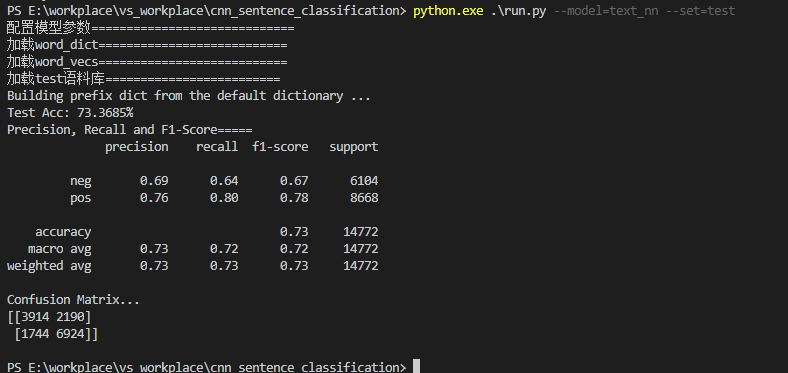 PS E:\workplace\vs_workplace\cnn_sentence_classification> python.exe .\run.py --model=text_nn --set=test
配置模型参数=============================
加载word_dict===========================
加载word_vecs===========================
加载test语料库=========================
Building prefix dict from the default dictionary ...
Test Acc: 73.3685%
Precision, Recall and F1-Score=====
precision recall f1-score support
neg 0.69 0.64 0.67 6104
pos 0.76 0.80 0.78 8668
accuracy 0.73 14772
macro avg 0.73 0.72 0.72 14772
weighted avg 0.73 0.73 0.73 14772
Confusion Matrix...
[[3914 2190]
[1744 6924]]
PS E:\workplace\vs_workplace\cnn_sentence_classification>